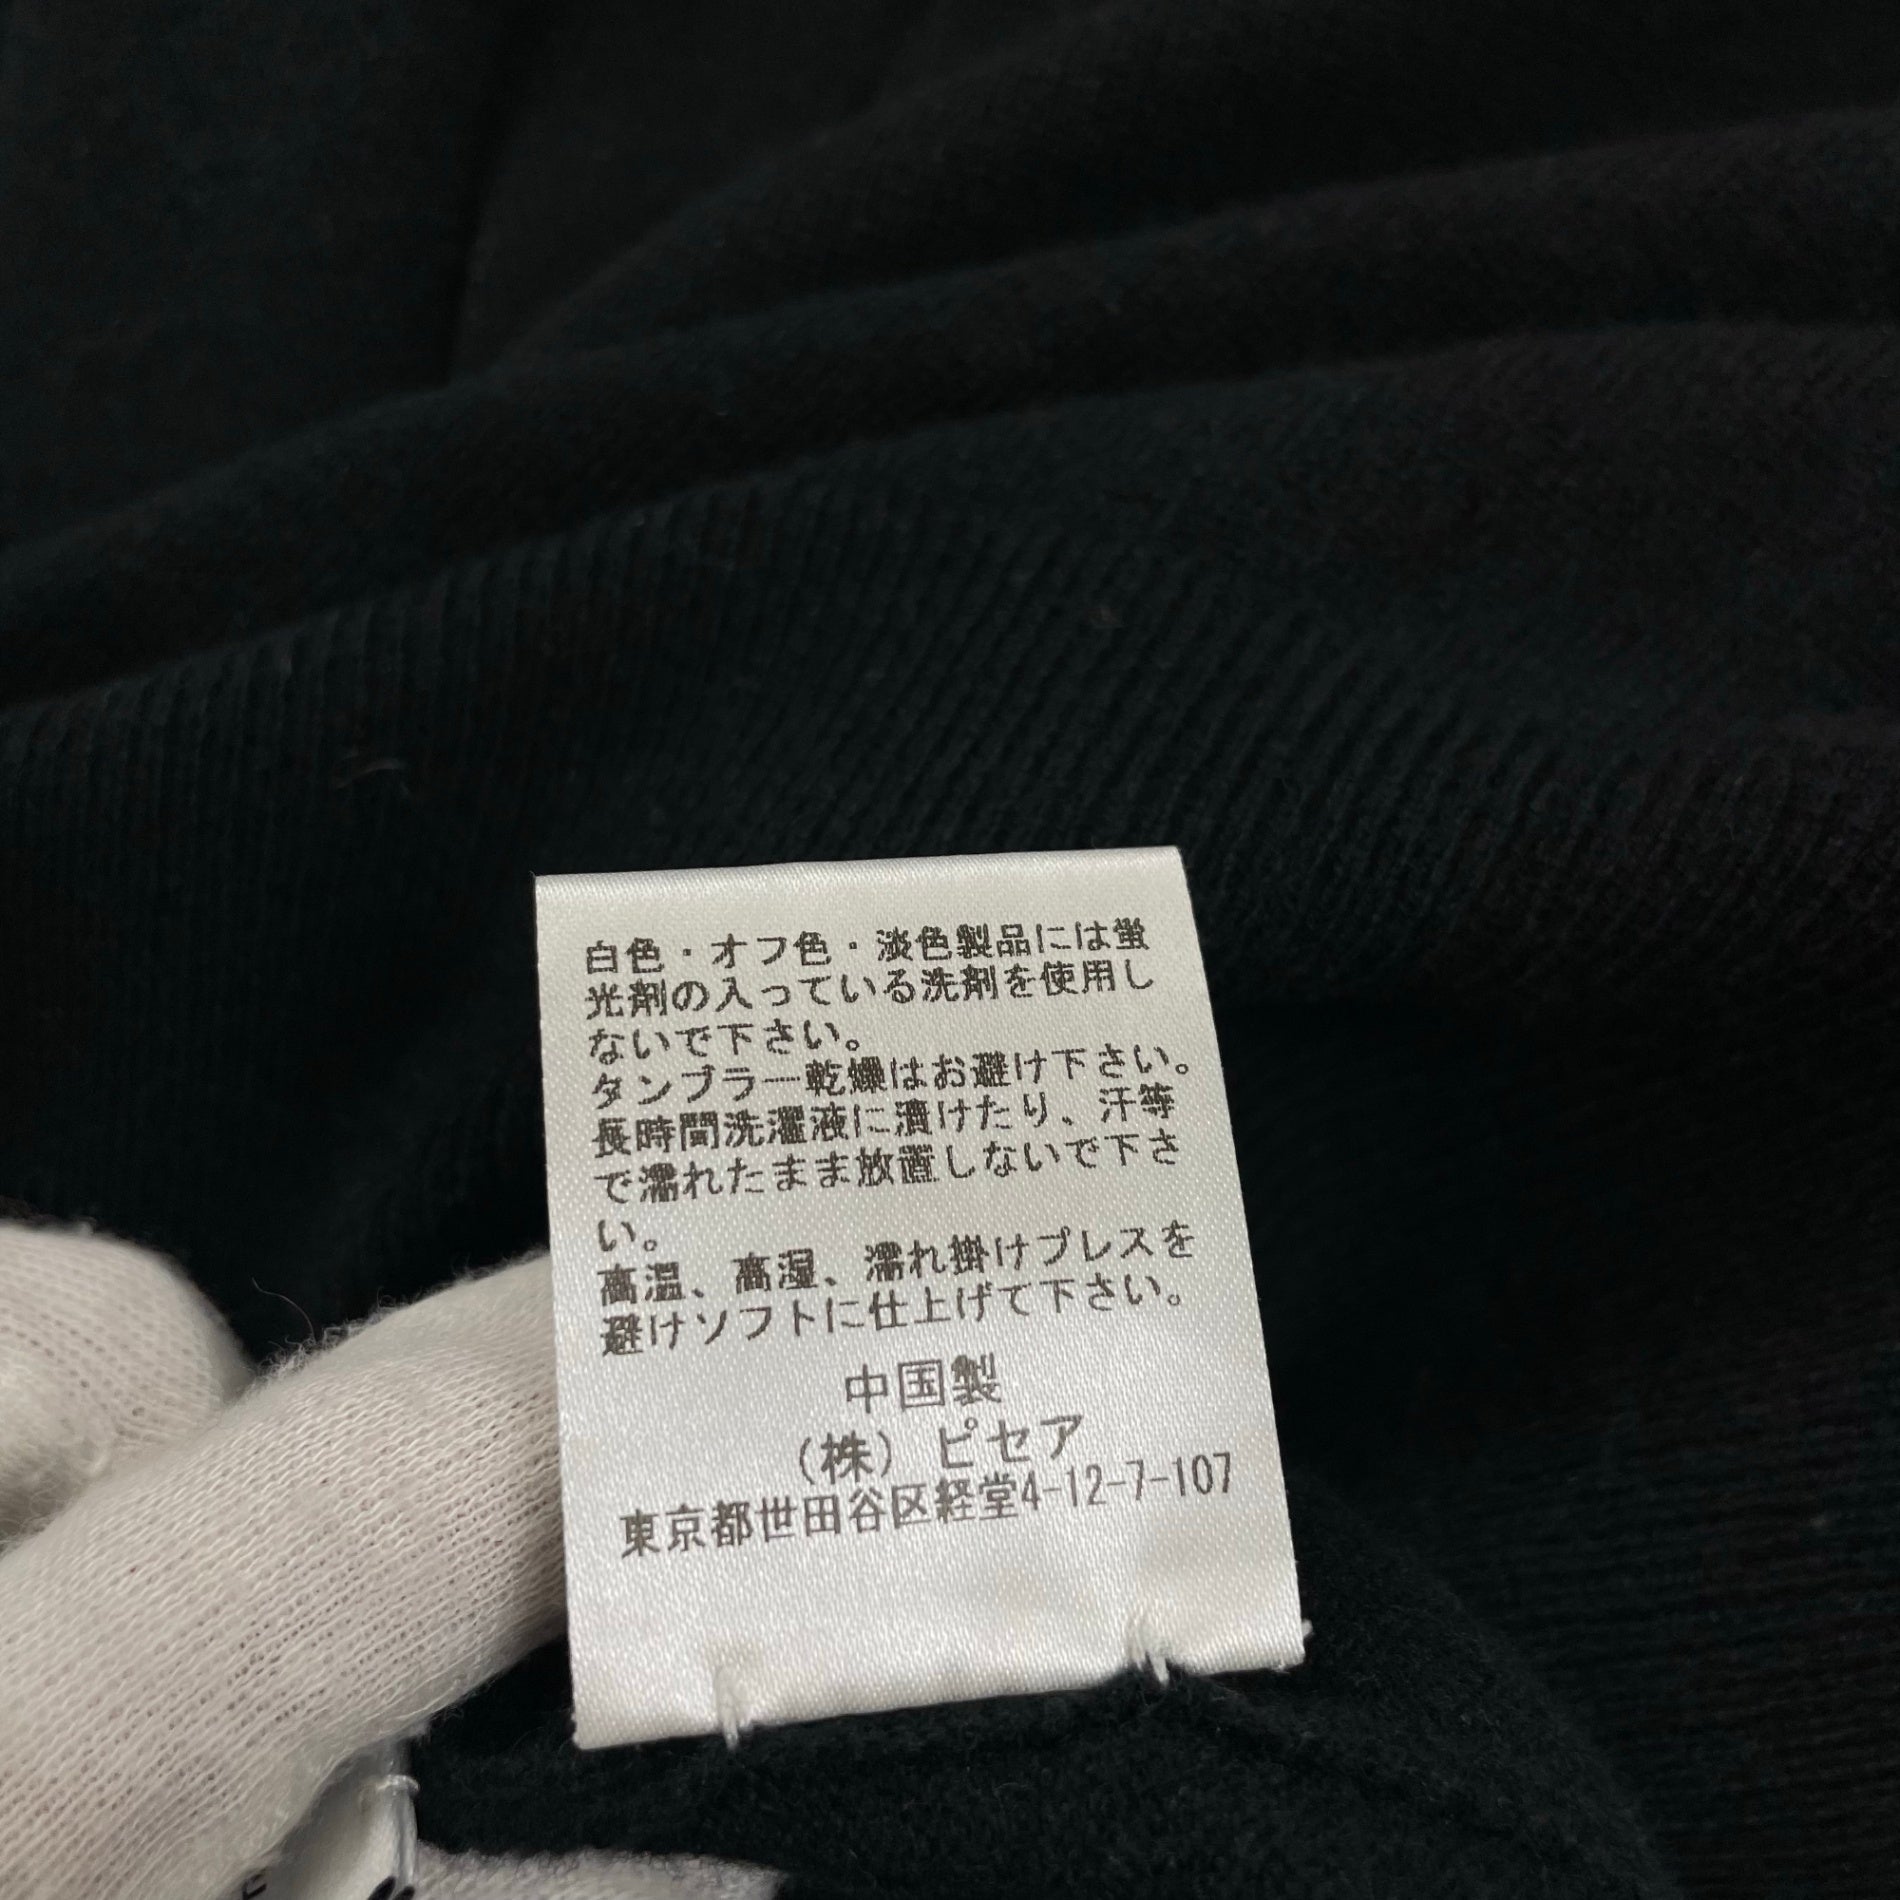 白色・オフ色・淡色製品には蛍
光剤の入っている洗剤を使用し
ないで下さい。
タンブラー乾燥はお避け下さい。
長時間洗濯液に漬けたり、汗等
で濡れたまま放置しないで下さ
い。
高温、高湿、濡れ掛けプレスを
避けソフトに仕上げて下さい。
中国製
(株) ピセア
東京都世田谷区経堂4-12-7-107